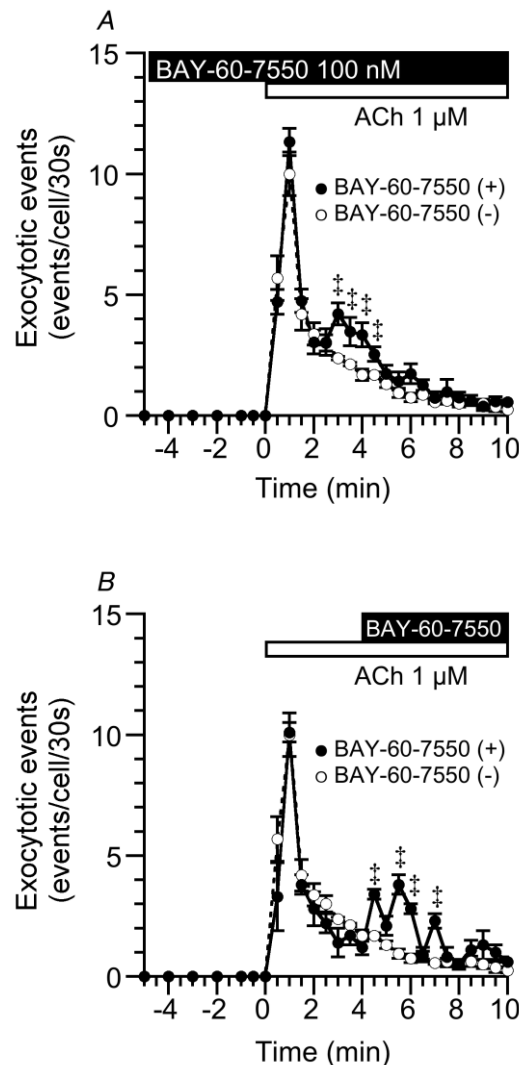 A
15
BAY-60-7550 100 nM
ACh 1 µM
10
BAY-60-7550 (+)
BAY-60-7550 (-)
‡ ‡ ‡ ‡
5
0
Exocytotic events
(events/cell/30s)
-4 -2 0 2 4 6 8 10
Time (min)
B
15
BAY-60-7550
ACh 1 µM
10
BAY-60-7550 (+)
BAY-60-7550 (-)
‡ ‡ ‡ ‡
5
0
Exocytotic events
(events/cell/30s)
-4 -2 0 2 4 6 8 10
Time (min)